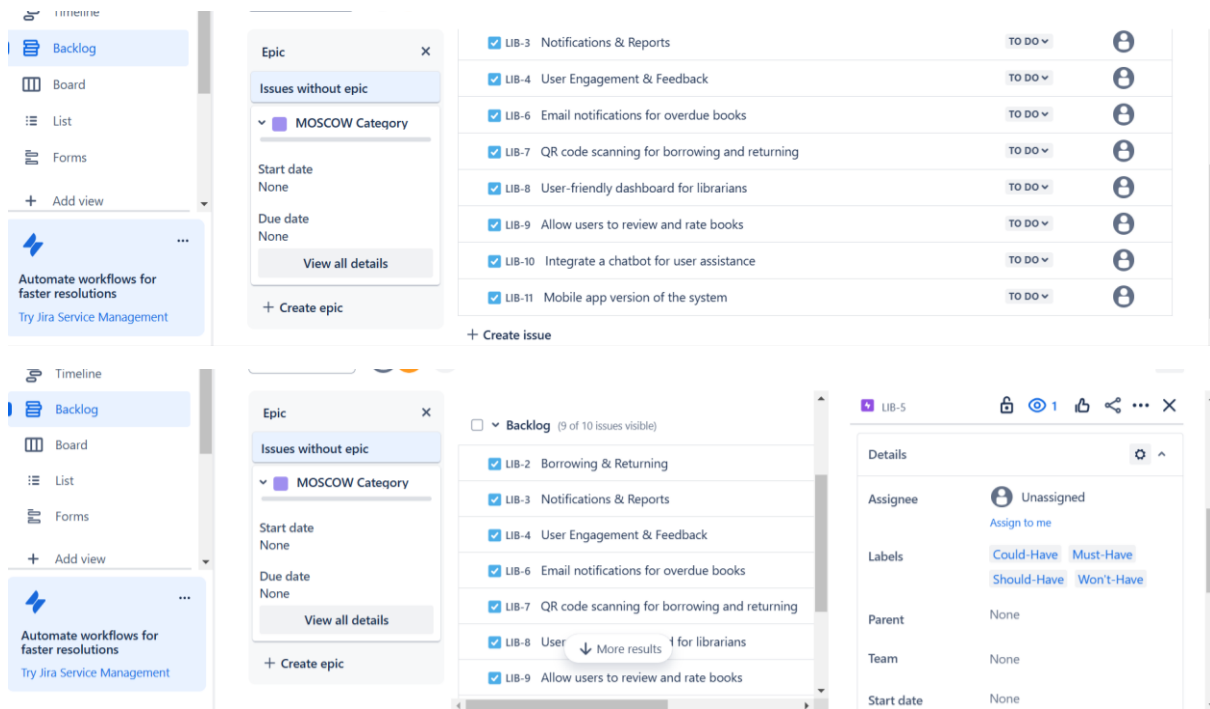 Timeline
Backlog
Board
List
Forms
+ Add view
Automate workflows for
faster resolutions
Try Jira Service Management
Epic
Issues without epic
MOSCOW Category
Start date
None
Due date
None
View all details
+ Create epic
LIB-3 Notifications & Reports TO DO
LIB-4 User Engagement & Feedback TO DO
LIB-6 Email notifications for overdue books TO DO
LIB-7 QR code scanning for borrowing and returning TO DO
LIB-8 User-friendly dashboard for librarians TO DO
LIB-9 Allow users to review and rate books TO DO
LIB-10 Integrate a chatbot for user assistance TO DO
LIB-11 Mobile app version of the system TO DO
+ Create issue
Timeline
Backlog
Board
List
Forms
+ Add view
Automate workflows for
faster resolutions
Try Jira Service Management
Epic
Issues without epic
MOSCOW Category
Start date
None
Due date
None
View all details
+ Create epic
Backlog (9 of 10 issues visible)
LIB-2 Borrowing & Returning
LIB-3 Notifications & Reports
LIB-4 User Engagement & Feedback
LIB-6 Email notifications for overdue books
LIB-7 QR code scanning for borrowing and returning
LIB-8 User for librarians
More results
LIB-9 Allow users to review and rate books
LIB-5 1
Details
Assignee Unassigned
Assign to me
Labels Could-Have Must-Have
Should-Have Won't-Have
Parent None
Team None
Start date None